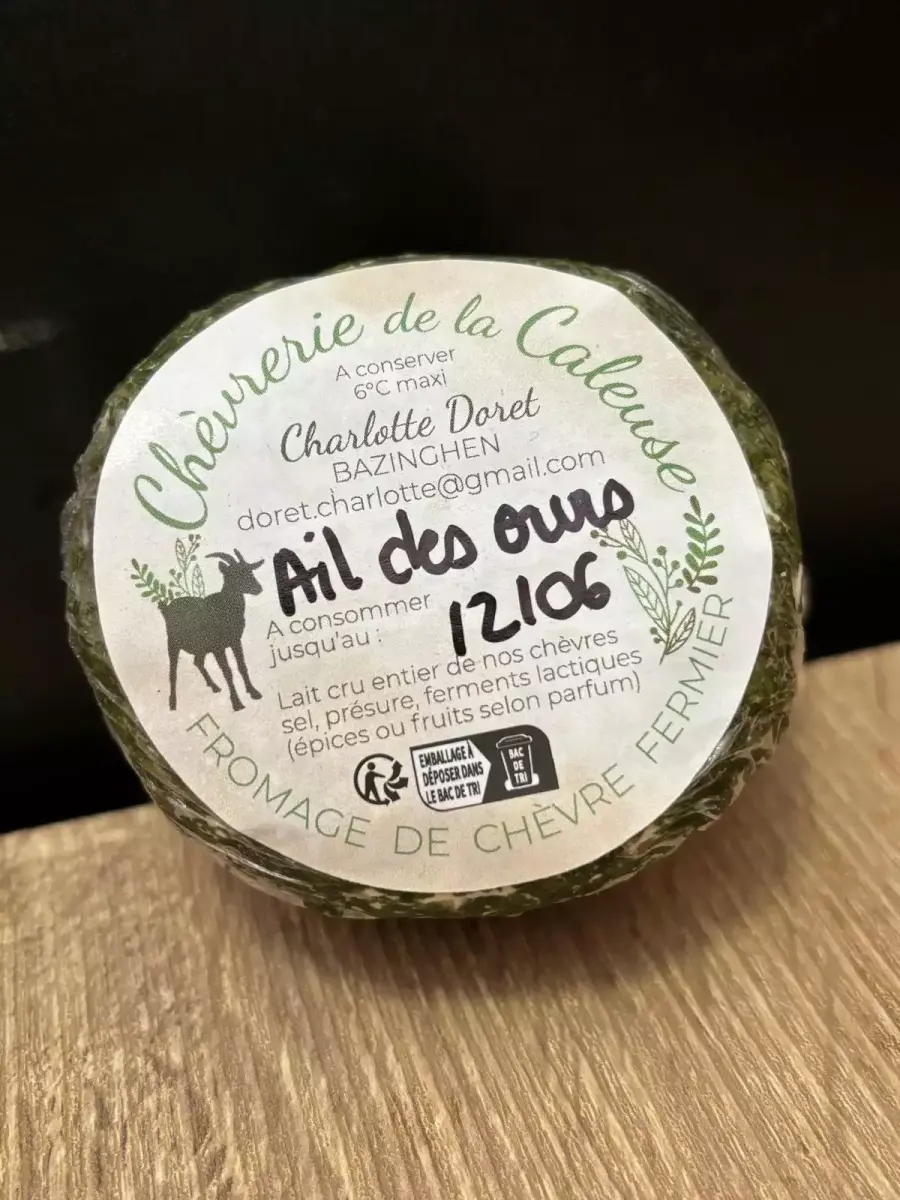 Chèvrerie de la Caleuse
A conserver
6°C maxi
Charlotte Doret
BAZINGHEN
doret.charlotte@gmail.com
Ail des ours
A consommer
jusqu'au :
12/06
Lait cru entier de nos chèvres
sel, présure, ferments lactiques
(épices ou fruits selon parfum)
EMBALLAGE À
DÉPOSER DANS
LE BAC DE TRI
BAC
DE
TRI
FROMAGE DE CHÈVRE FERMIER